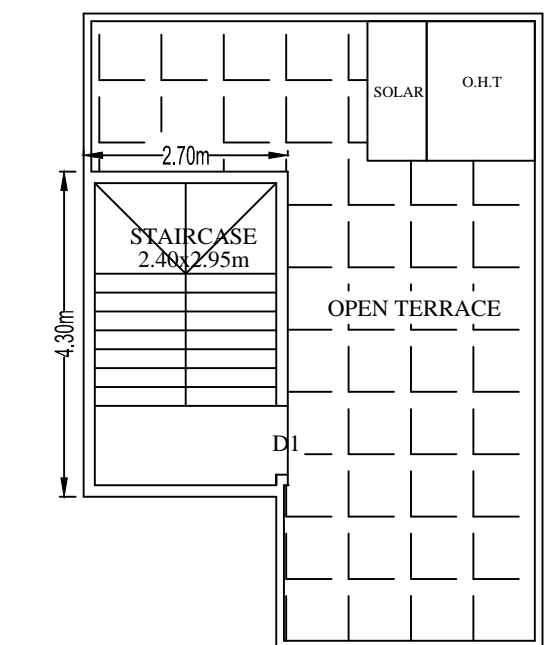 SOLAR
O.H.T
2.70m
STAIRCASE
2.40x2.95m
OPEN TERRACE
4.30m
D1